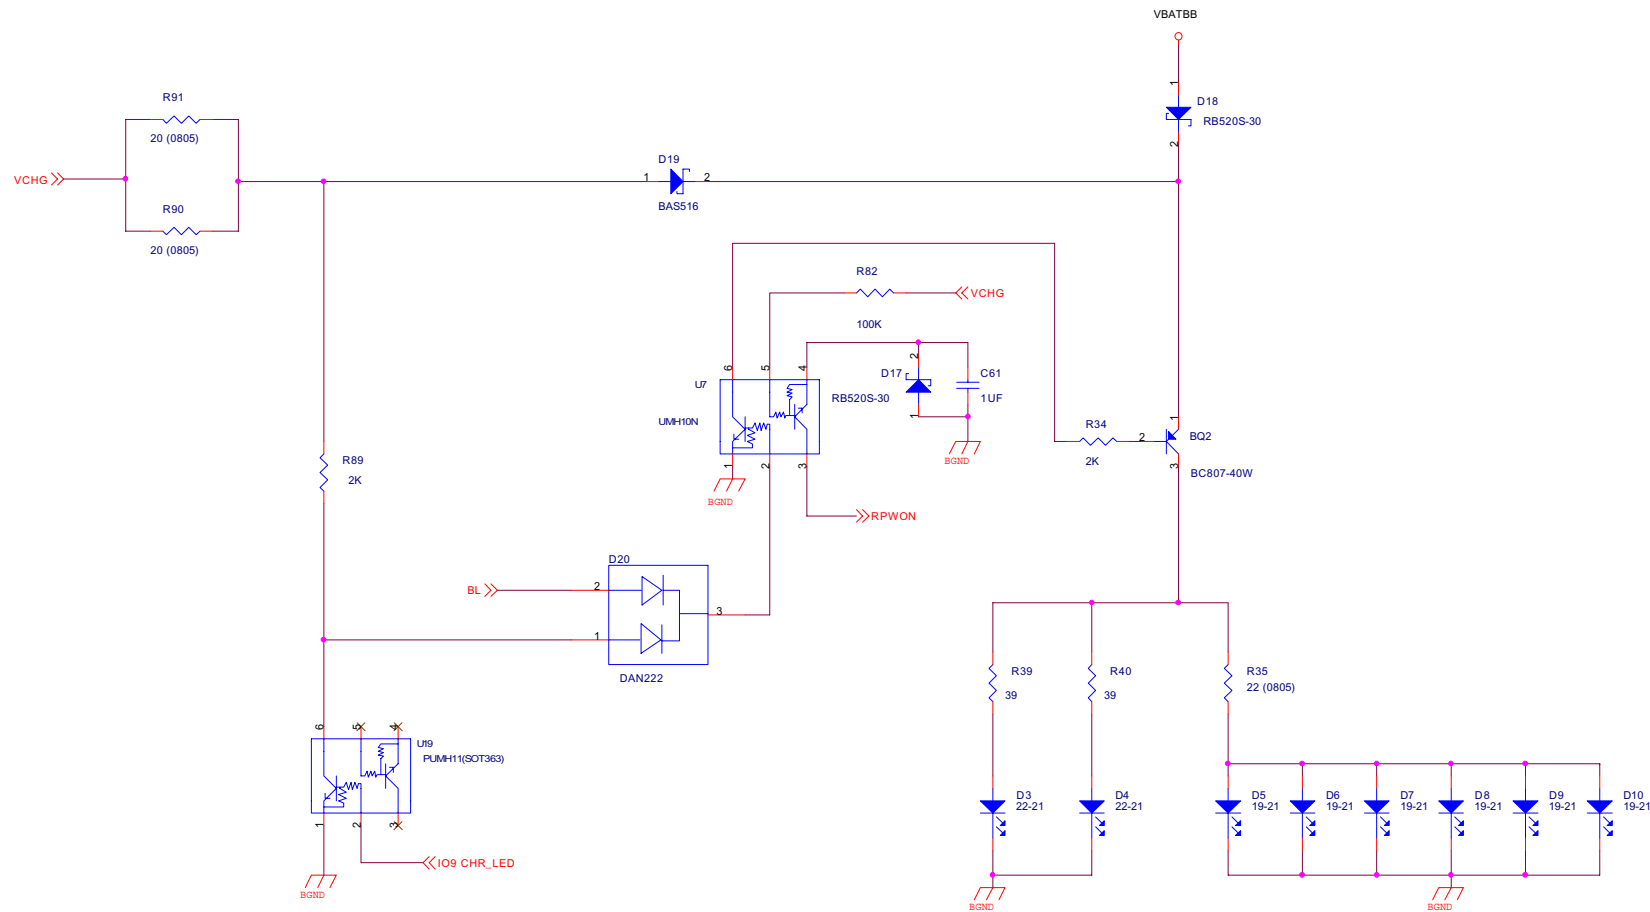 VBATBB
1
D18
RB520S-30
2
R91
20 (0805)
VCHG
R90
20 (0805)
D19
1
2
BAS516
R82
VCHG
100K
6
5
4
U7
UMH10N
1
2
3
2
D17
RB520S-30
1
C61
1UF
BGND
BGND
RPWON
R34
2K
2
1
BQ2
3
BC807-40W
R89
2K
D20
BL
2
1
3
DAN222
6
5
4
U19
PUMH11(SOT363)
1
2
3
IO9 CHR_LED
BGND
R39
39
R40
39
R35
22 (0805)
D3
22-21
D4
22-21
D5
19-21
D6
19-21
D7
19-21
D8
19-21
D9
19-21
D10
19-21
BGND
BGND